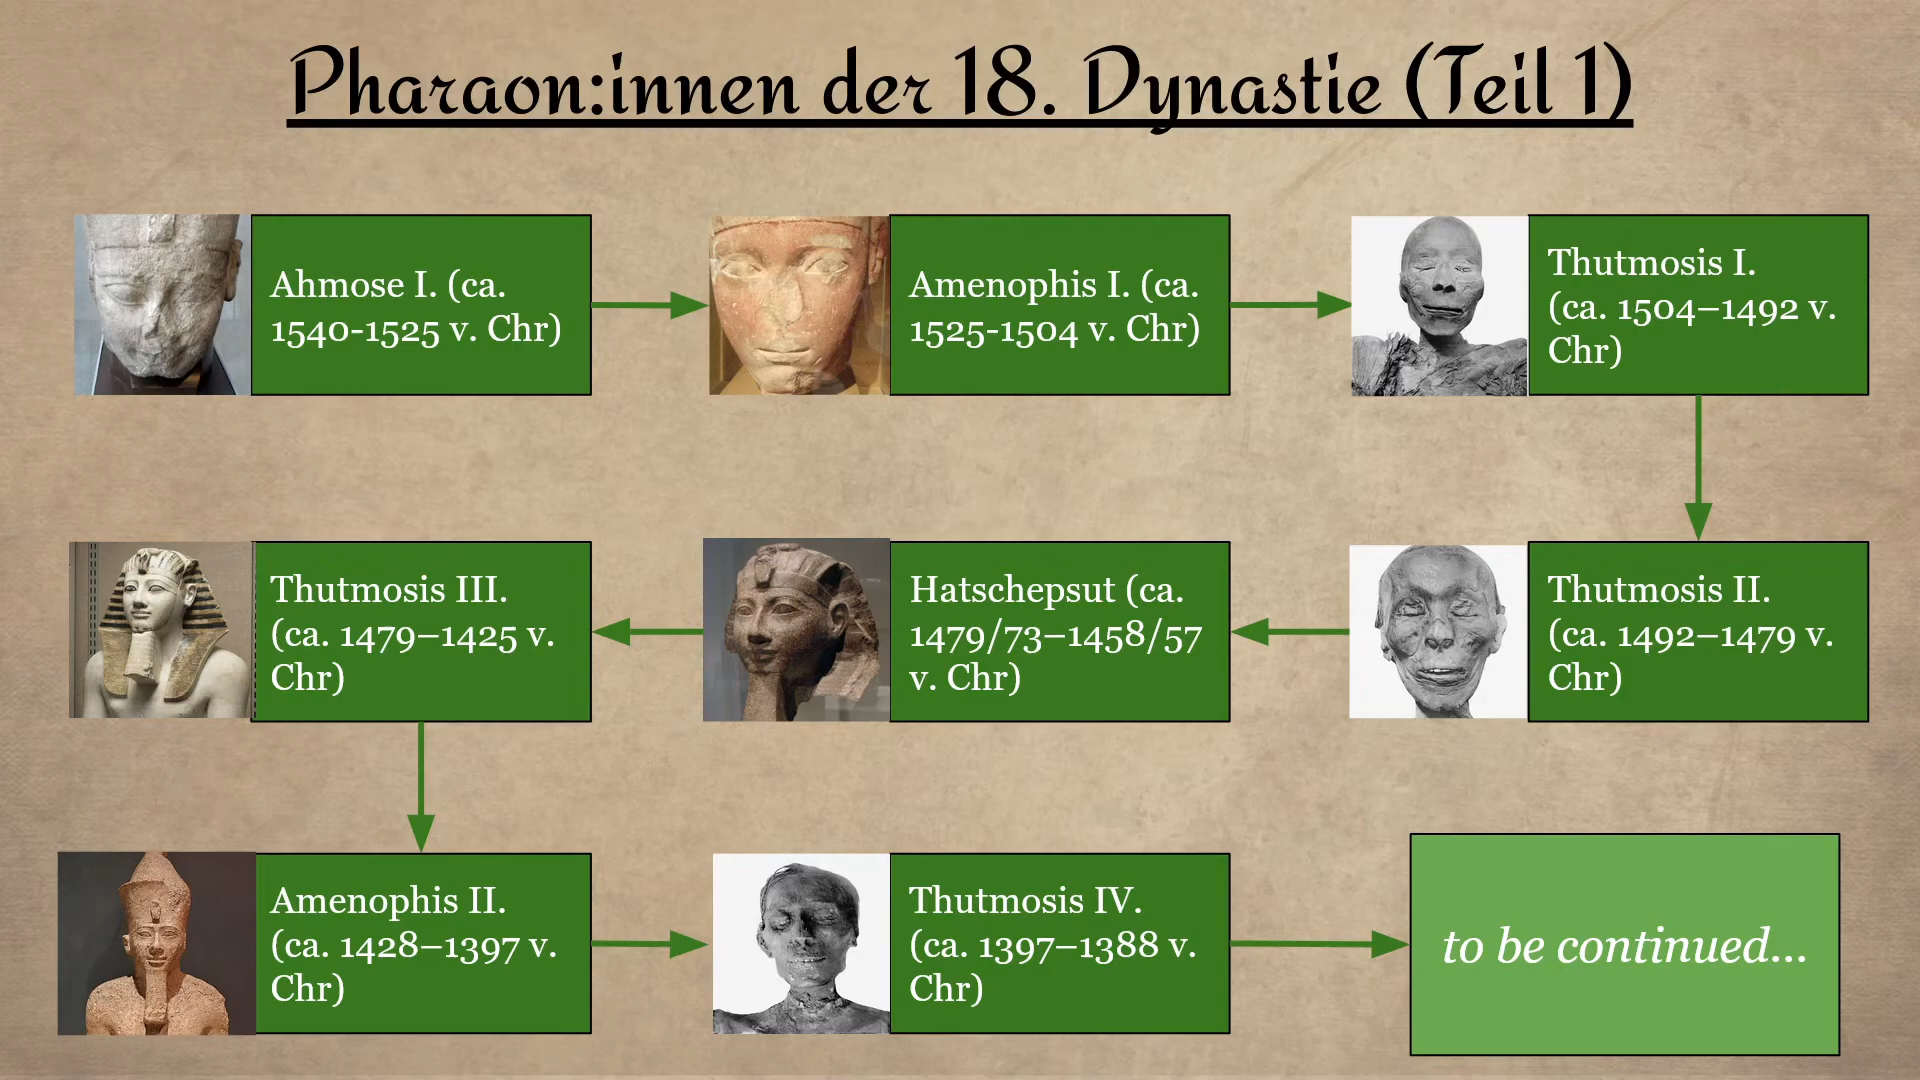 Pharaon:innen der 18. Dynastie (Teil 1)
Ahmose I. (ca.
1540-1525 v. Chr)
Amenophis I. (ca.
1525-1504 v. Chr)
Thutmosis I.
(ca. 1504–1492 v.
Chr)
Thutmosis II.
(ca. 1492–1479 v.
Chr)
Hatschepsut (ca.
1479/73–1458/57
v. Chr)
Thutmosis III.
(ca. 1479–1425 v.
Chr)
Amenophis II.
(ca. 1428–1397 v.
Chr)
Thutmosis IV.
(ca. 1397–1388 v.
Chr)
to be continued...